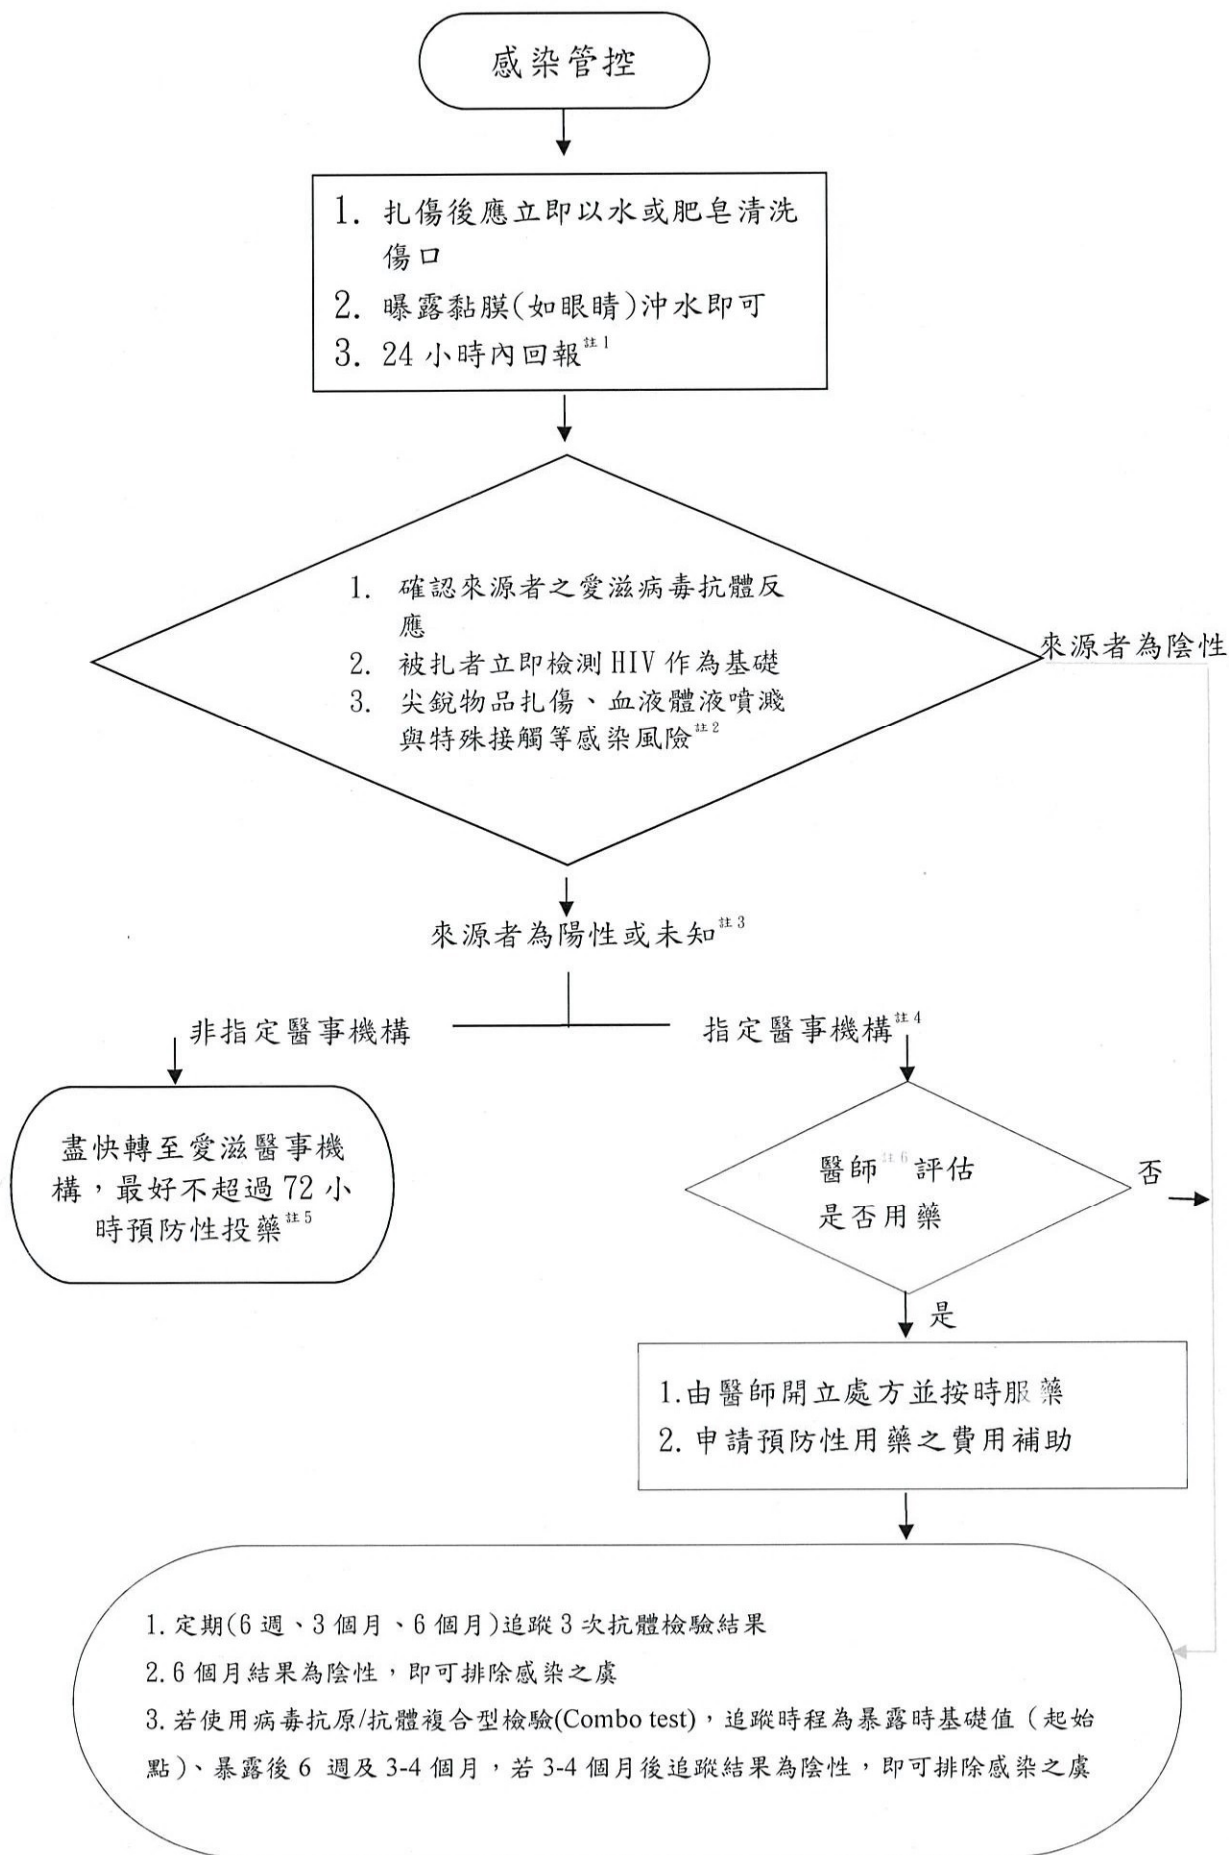 感染管控
1. 扎傷後應立即以水或肥皂清洗
傷口
2. 曝露黏膜(如眼睛)沖水即可
3. 24 小時內回報註1
1. 確認來源者之愛滋病毒抗體反
應
2. 被扎者立即檢測 HIV 作為基礎
3. 尖銳物品扎傷、血液體液噴濺
與特殊接觸等感染風險註2
來源者為陰性
來源者為陽性或未知註3
非指定醫事機構
指定醫事機構註4
盡快轉至愛滋醫事機
構，最好不超過 72 小
時預防性投藥註5
醫師註6評估
是否用藥
否
是
1.由醫師開立處方並按時服藥
2. 申請預防性用藥之費用補助
1. 定期(6 週、3 個月、6 個月)追蹤 3 次抗體檢驗結果
2. 6 個月結果為陰性，即可排除感染之虞
3. 若使用病毒抗原/抗體複合型檢驗(Combo test)，追蹤時程為暴露時基礎值（起始
點）、暴露後 6 週及 3-4 個月，若 3-4 個月後追蹤結果為陰性，即可排除感染之虞